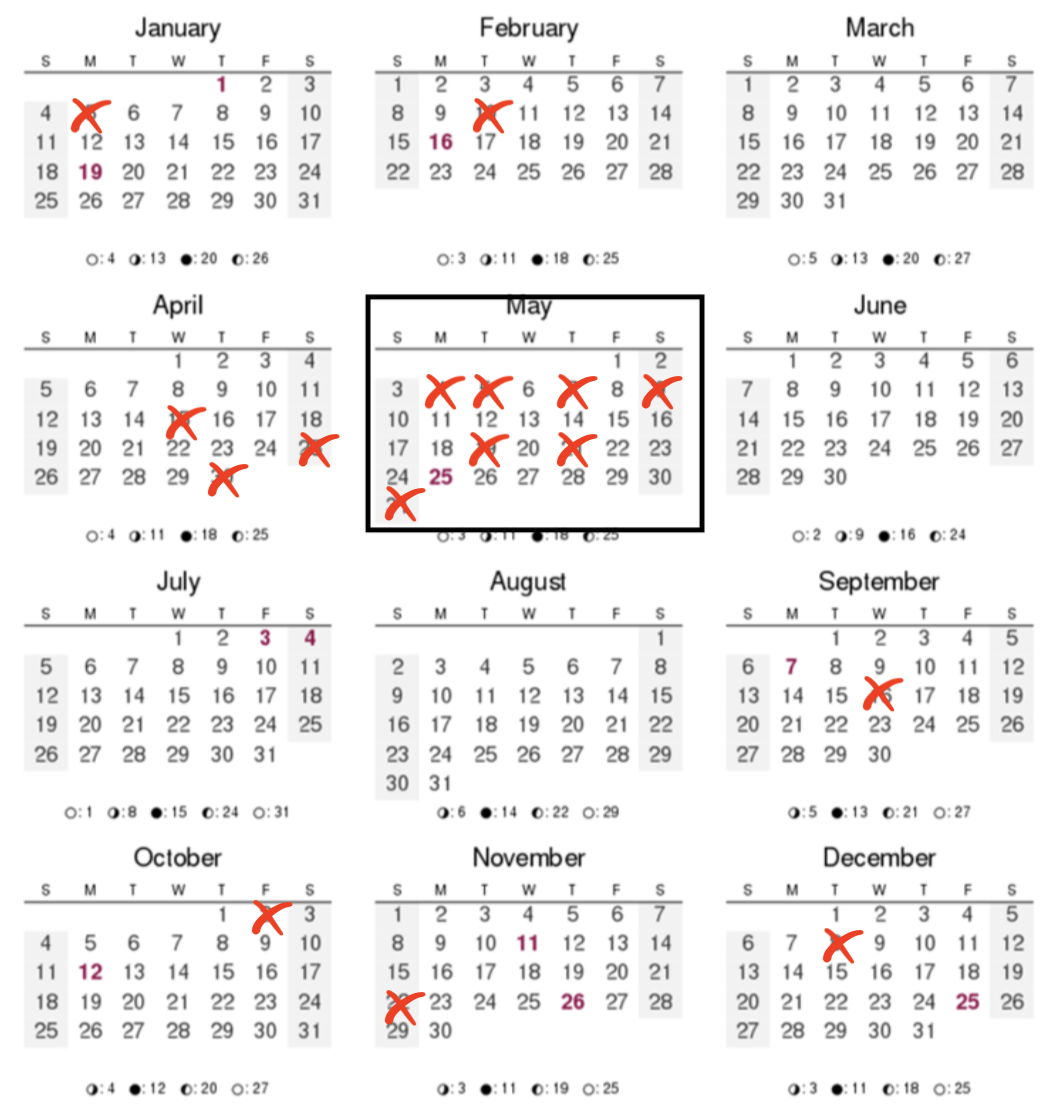 January
S M T W T F S
1 2 3
4 6 7 8 9 10
11 12 13 14 15 16 17
18 19 20 21 22 23 24
25 26 27 28 29 30 31
○: 4 ◑: 13 ●: 20 ◐: 26
February
S M T W T F S
1 2 3 4 5 6 7
8 9 11 12 13 14
15 16 17 18 19 20 21
22 23 24 25 26 27 28
○: 3 ◑: 11 ●: 18 ◐: 25
March
S M T W T F S
1 2 3 4 5 6 7
8 9 10 11 12 13 14
15 16 17 18 19 20 21
22 23 24 25 26 27 28
29 30 31
○: 5 ◑: 13 ●: 20 ◐: 27
April
S M T W T F S
1 2 3 4
5 6 7 8 9 10 11
12 13 14 16 17 18
19 20 21 22 23 24
26 27 28 29
○: 4 ◑: 11 ●: 18 ◐: 25
May
S M T W T F S
1 2
3 6 8
10 11 12 13 14 15 16
17 18 20 22 23
24 25 26 27 28 29 30
○: 3 ◑: 11 ●: 18 ◐: 25
June
S M T W T F S
1 2 3 4 5 6
7 8 9 10 11 12 13
14 15 16 17 18 19 20
21 22 23 24 25 26 27
28 29 30
○: 2 ◑: 9 ●: 16 ◐: 24
July
S M T W T F S
1 2 3 4
5 6 7 8 9 10 11
12 13 14 15 16 17 18
19 20 21 22 23 24 25
26 27 28 29 30 31
○: 1 ◑: 8 ●: 15 ◐: 24 ○: 31
August
S M T W T F S
1
2 3 4 5 6 7 8
9 10 11 12 13 14 15
16 17 18 19 20 21 22
23 24 25 26 27 28 29
30 31
◑: 6 ●: 14 ◐: 22 ○: 29
September
S M T W T F S
1 2 3 4 5
6 7 8 9 10 11 12
13 14 15 17 18 19
20 21 22 23 24 25 26
27 28 29 30
◑: 5 ●: 13 ◐: 21 ○: 27
October
S M T W T F S
1 3
4 5 6 7 8 9 10
11 12 13 14 15 16 17
18 19 20 21 22 23 24
25 26 27 28 29 30 31
◑: 4 ●: 12 ◐: 20 ○: 27
November
S M T W T F S
1 2 3 4 5 6 7
8 9 10 11 12 13 14
15 16 17 18 19 20 21
23 24 25 26 27 28
29 30
◑: 3 ●: 11 ◐: 19 ○: 25
December
S M T W T F S
1 2 3 4 5
6 7 9 10 11 12
13 14 15 16 17 18 19
20 21 22 23 24 25 26
27 28 29 30 31
◑: 3 ●: 11 ◐: 18 ○: 25